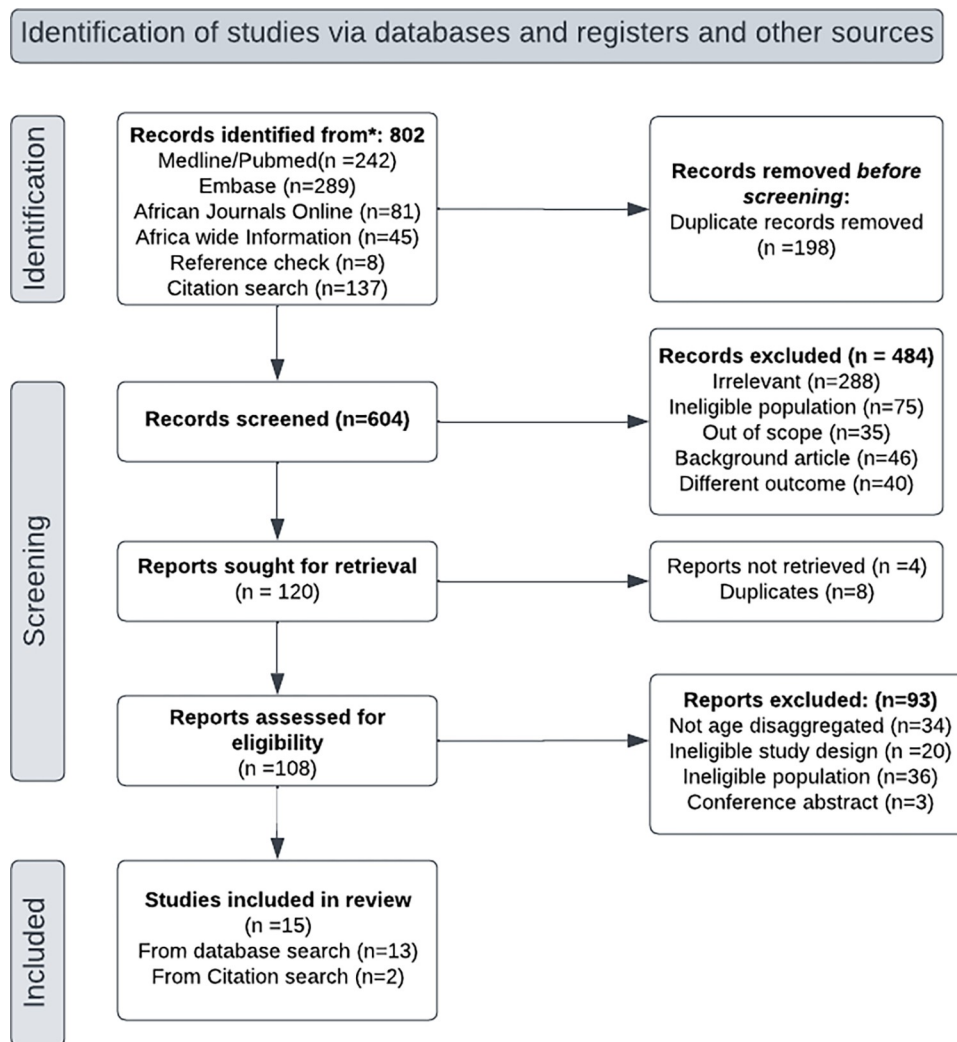 Identification of studies via databases and registers and other sources
Identification
Records identified from*: 802
Medline/Pubmed(n =242)
Embase (n=289)
African Journals Online (n=81)
Africa wide Information (n=45)
Reference check (n=8)
Citation search (n=137)
Records removed before
screening:
Duplicate records removed
(n =198)
Screening
Records screened (n=604)
Records excluded (n = 484)
Irrelevant (n=288)
Ineligible population (n=75)
Out of scope (n=35)
Background article (n=46)
Different outcome (n=40)
Reports sought for retrieval
(n = 120)
Reports not retrieved (n =4)
Duplicates (n=8)
Reports assessed for
eligibility
(n =108)
Reports excluded: (n=93)
Not age disaggregated (n=34)
Ineligible study design (n =20)
Ineligible population (n=36)
Conference abstract (n=3)
Included
Studies included in review
(n =15)
From database search (n=13)
From Citation search (n=2)